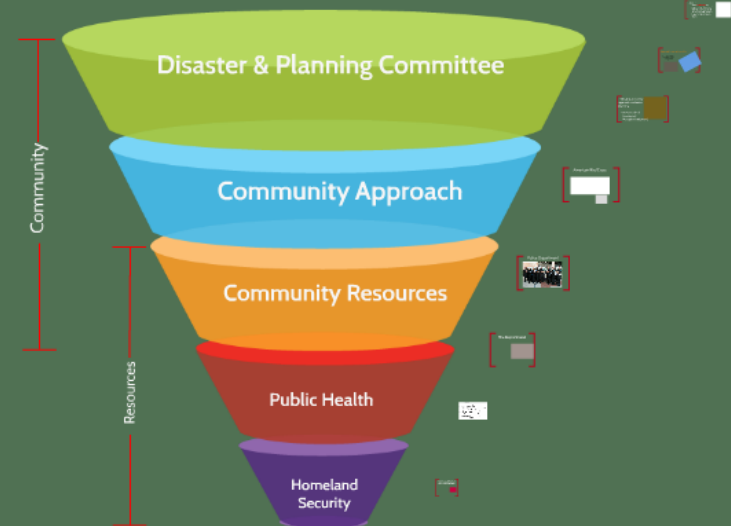 Disaster & Planning Committee
Community
Community Approach
Community Resources
Resources
Public Health
Homeland
Security